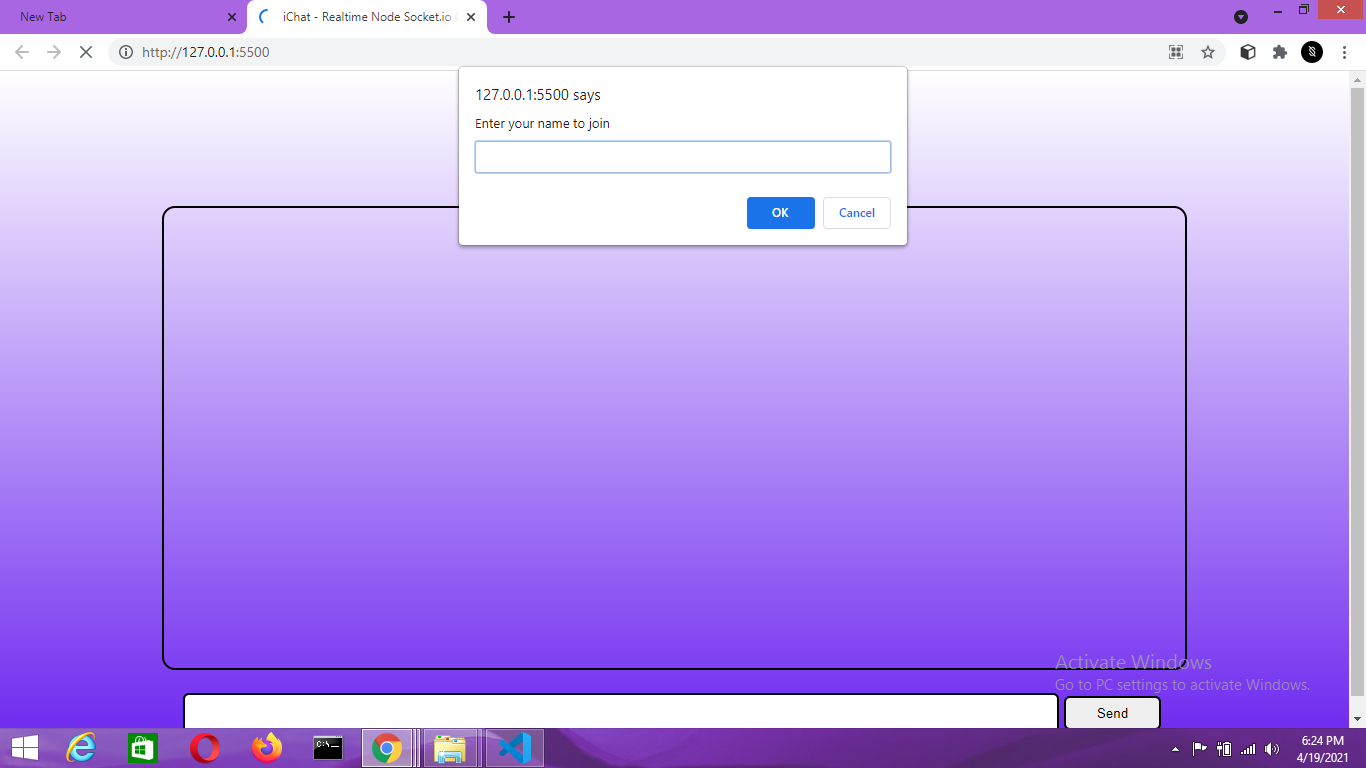 New Tab
iChat - Realtime Node Socket.io
http://127.0.0.1:5500
127.0.0.1:5500 says
Enter your name to join
OK
Cancel
Activate Windows
Go to PC settings to activate Windows.
Send
C:\>_
6:24 PM
4/19/2021